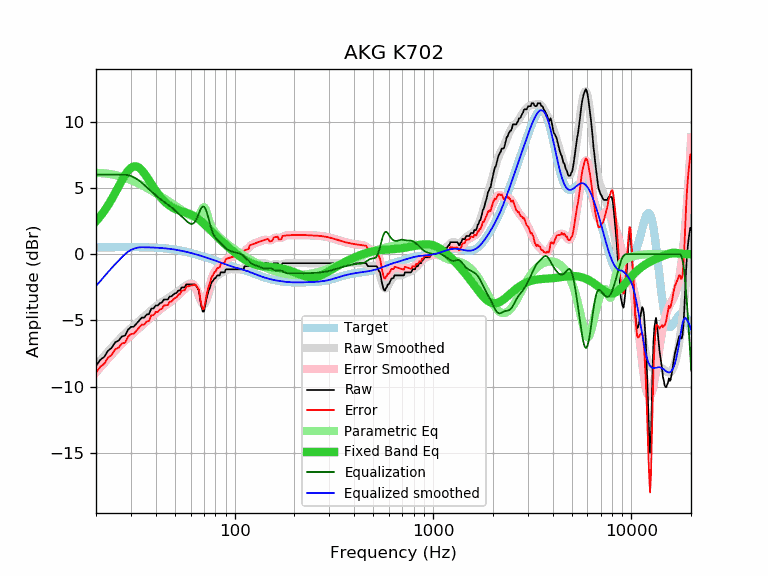 AKG K702
Amplitude (dBr)
10
5
0
−5
−10
−15
Target
Raw Smoothed
Error Smoothed
Raw
Error
Parametric Eq
Fixed Band Eq
Equalization
Equalized smoothed
100 1000 10000
Frequency (Hz)